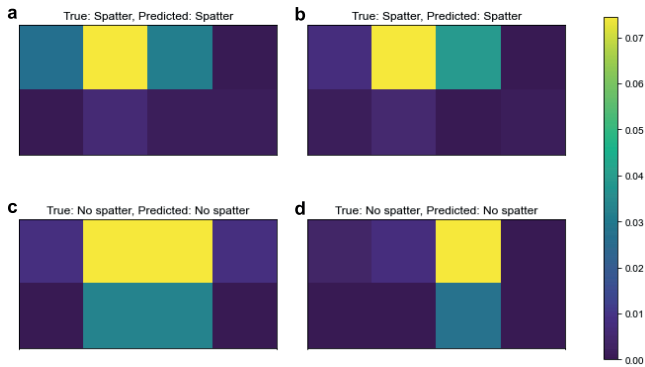 a
True: Spatter, Predicted: Spatter
b
True: Spatter, Predicted: Spatter
c
True: No spatter, Predicted: No spatter
d
True: No spatter, Predicted: No spatter
0.07
0.06
0.05
0.04
0.03
0.02
0.01
0.00